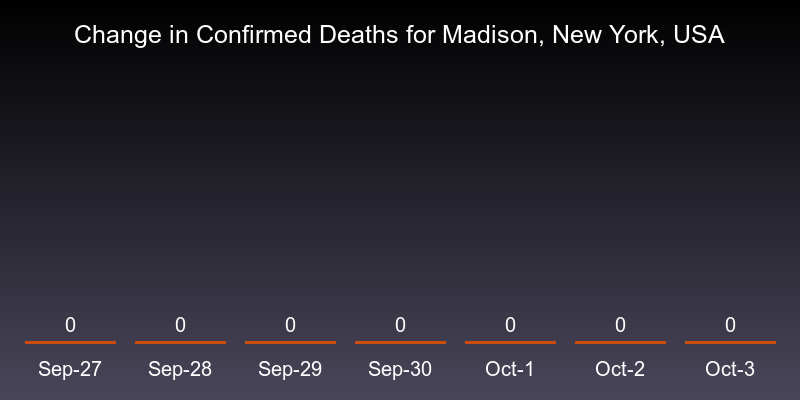 Change in Confirmed Deaths for Madison, New York, USA
0 0 0 0 0 0 0
Sep-27 Sep-28 Sep-29 Sep-30 Oct-1 Oct-2 Oct-3